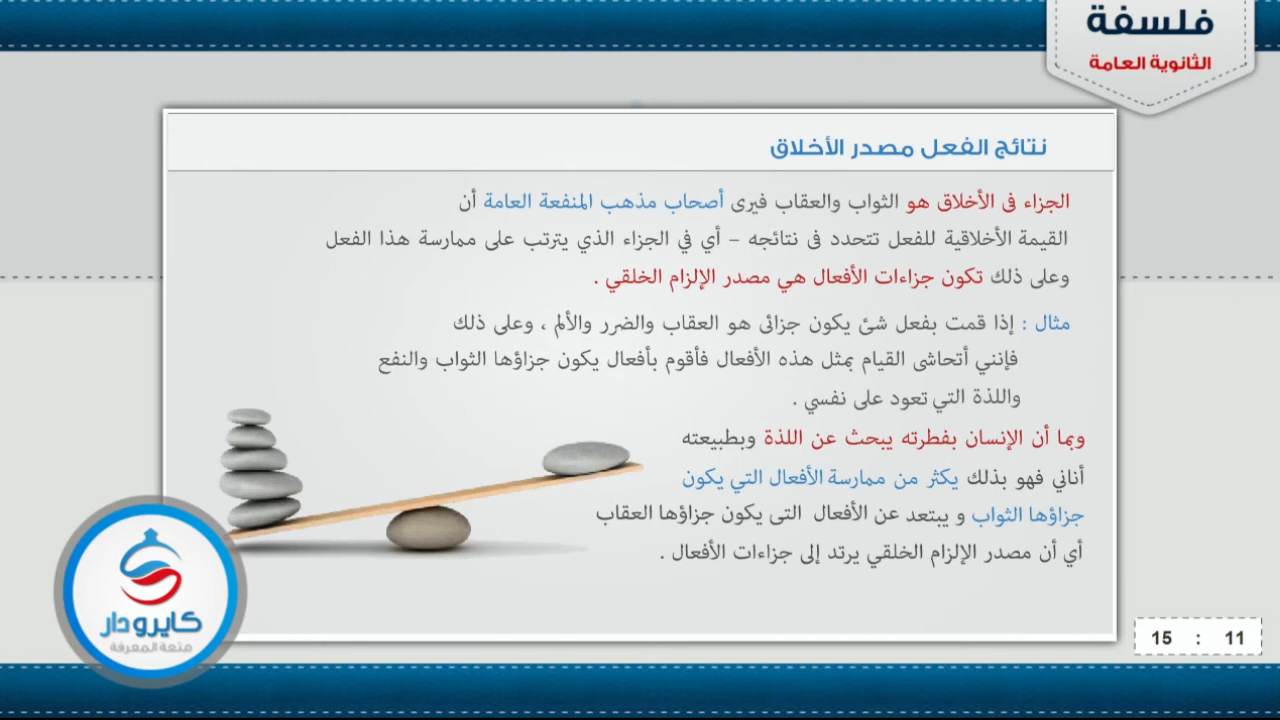 فلسفة
الثانوية العامة
نتائج الفعل مصدر الأخلاق
الجزاء فى الأخلاق هو الثواب والعقاب فيرى أصحاب مذهب المنفعة العامة أن
القيمة الأخلاقية للفعل تتحدد فى نتائجه – أي في الجزاء الذي يترتب على ممارسة هذا الفعل
وعلى ذلك تكون جزاءات الأفعال هي مصدر الإلزام الخلقي .
مثال : إذا قمت بفعل شئ يكون جزائى هو العقاب والضرر والألم ، وعلى ذلك
فإنني أتحاشى القيام بمثل هذه الأفعال فأقوم بأفعال يكون جزاؤها الثواب والنفع
واللذة التي تعود على نفسي .
وبما أن الإنسان بفطرته يبحث عن اللذة وبطبيعته
أناني فهو بذلك يكثر من ممارسة الأفعال التي يكون
جزاؤها الثواب و يبتعد عن الأفعال التى يكون جزاؤها العقاب
أي أن مصدر الإلزام الخلقي يرتد إلى جزاءات الأفعال .
كايرودار
متعة المعرفة
15 : 11